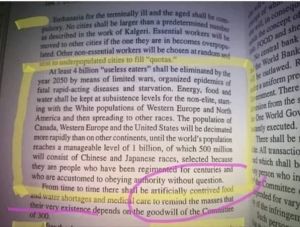 Euthanasia for the terminally ill and the aged shall be com-
pulsory. No cities shall be larger than a predetermined number
as described in the work of Kalgeri. Essential workers will be
moved to other cities if the one they are in becomes overpopu-
lated. Other non-essential workers will be chosen at random and
sent to underpopulated cities to fill "quotas."
At least 4 billion "useless eaters" shall be eliminated by the
year 2050 by means of limited wars, organized epidemics of
fatal rapid-acting diseases and starvation. Energy, food and
water shall be kept at subsistence levels for the non-elite, start-
ing with the White populations of Western Europe and North
America and then spreading to other races. The population of
Canada, Western Europe and the United States will be decimated
more rapidly than on other continents, until the world's population
reaches a manageable level of 1 billion, of which 500 million
will consist of Chinese and Japanese races, selected because
they are people who have been regimented for centuries and
who are accustomed to obeying authority without question.
From time to time there shall be artificially contrived food
and water shortages and medical care to remind the masses that
their very existence depends on the goodwill of the Committee
of 300.